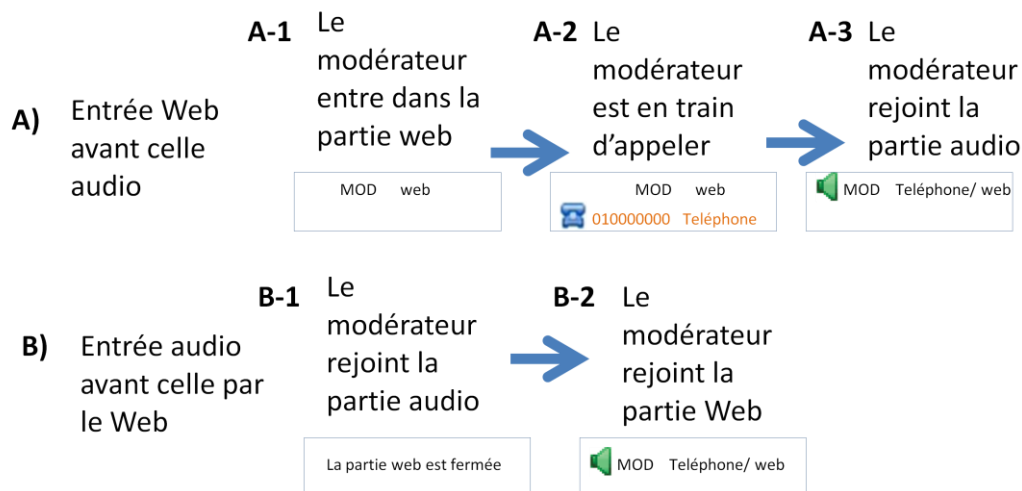 A) Entrée Web
avant celle
audio
A-1 Le
modérateur
entre dans la
partie web
MOD web
A-2 Le
modérateur
est en train
d’appeler
MOD web
010000000 Teléphone
A-3 Le
modérateur
rejoint la
partie audio
MOD Teléphone/ web
B) Entrée audio
avant celle par
le Web
B-1 Le
modérateur
rejoint la
partie audio
La partie web est fermée
B-2 Le
modérateur
rejoint la
partie Web
MOD Teléphone/ web